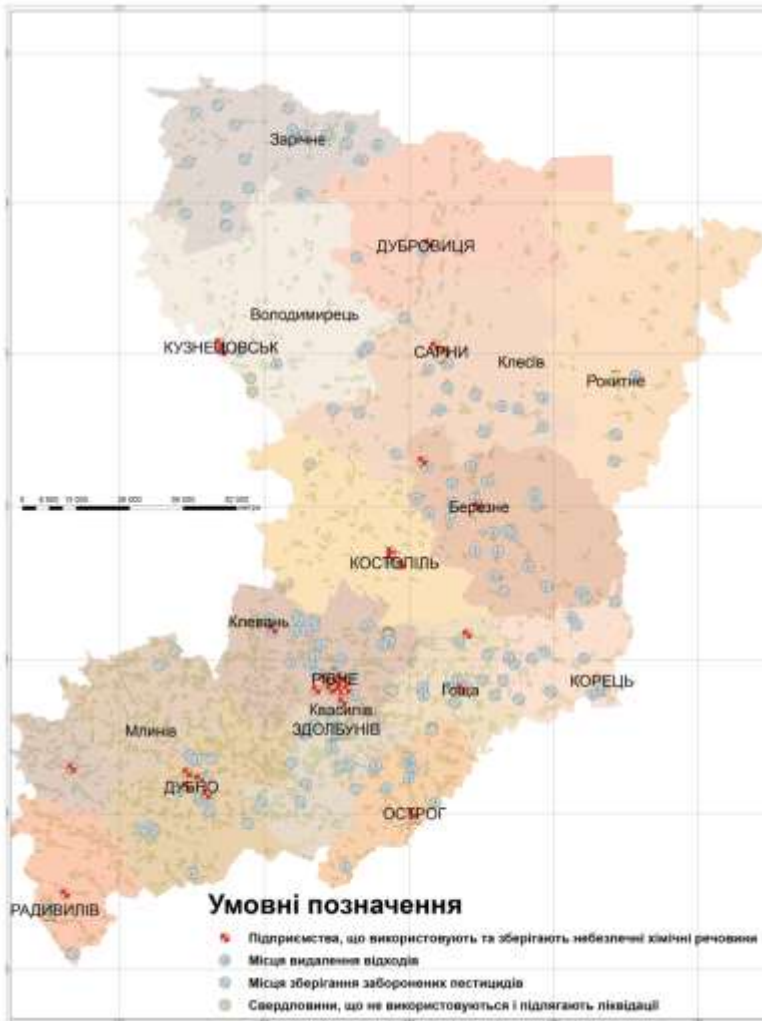 Зарічне
ДУБРОВИЦЯ
Володимирець
КУЗНЕЦОВСЬК
САРНИ
Клесів
Рокитне
Березне
КОСТОПІЛЬ
Клевань
РІВНЕ
Гоща
КОРЕЦЬ
Квасилів
ЗДОЛБУНІВ
Млинів
ДУБНО
ОСТРОГ
РАДИВИЛІВ
Умовні позначення
Підприємства, що використовують та зберігають небезпечні хімічні речовини
Місця видалення відходів
Місця зберігання заборонених пестицидів
Свердловини, що не використовуються і підлягають ліквідації